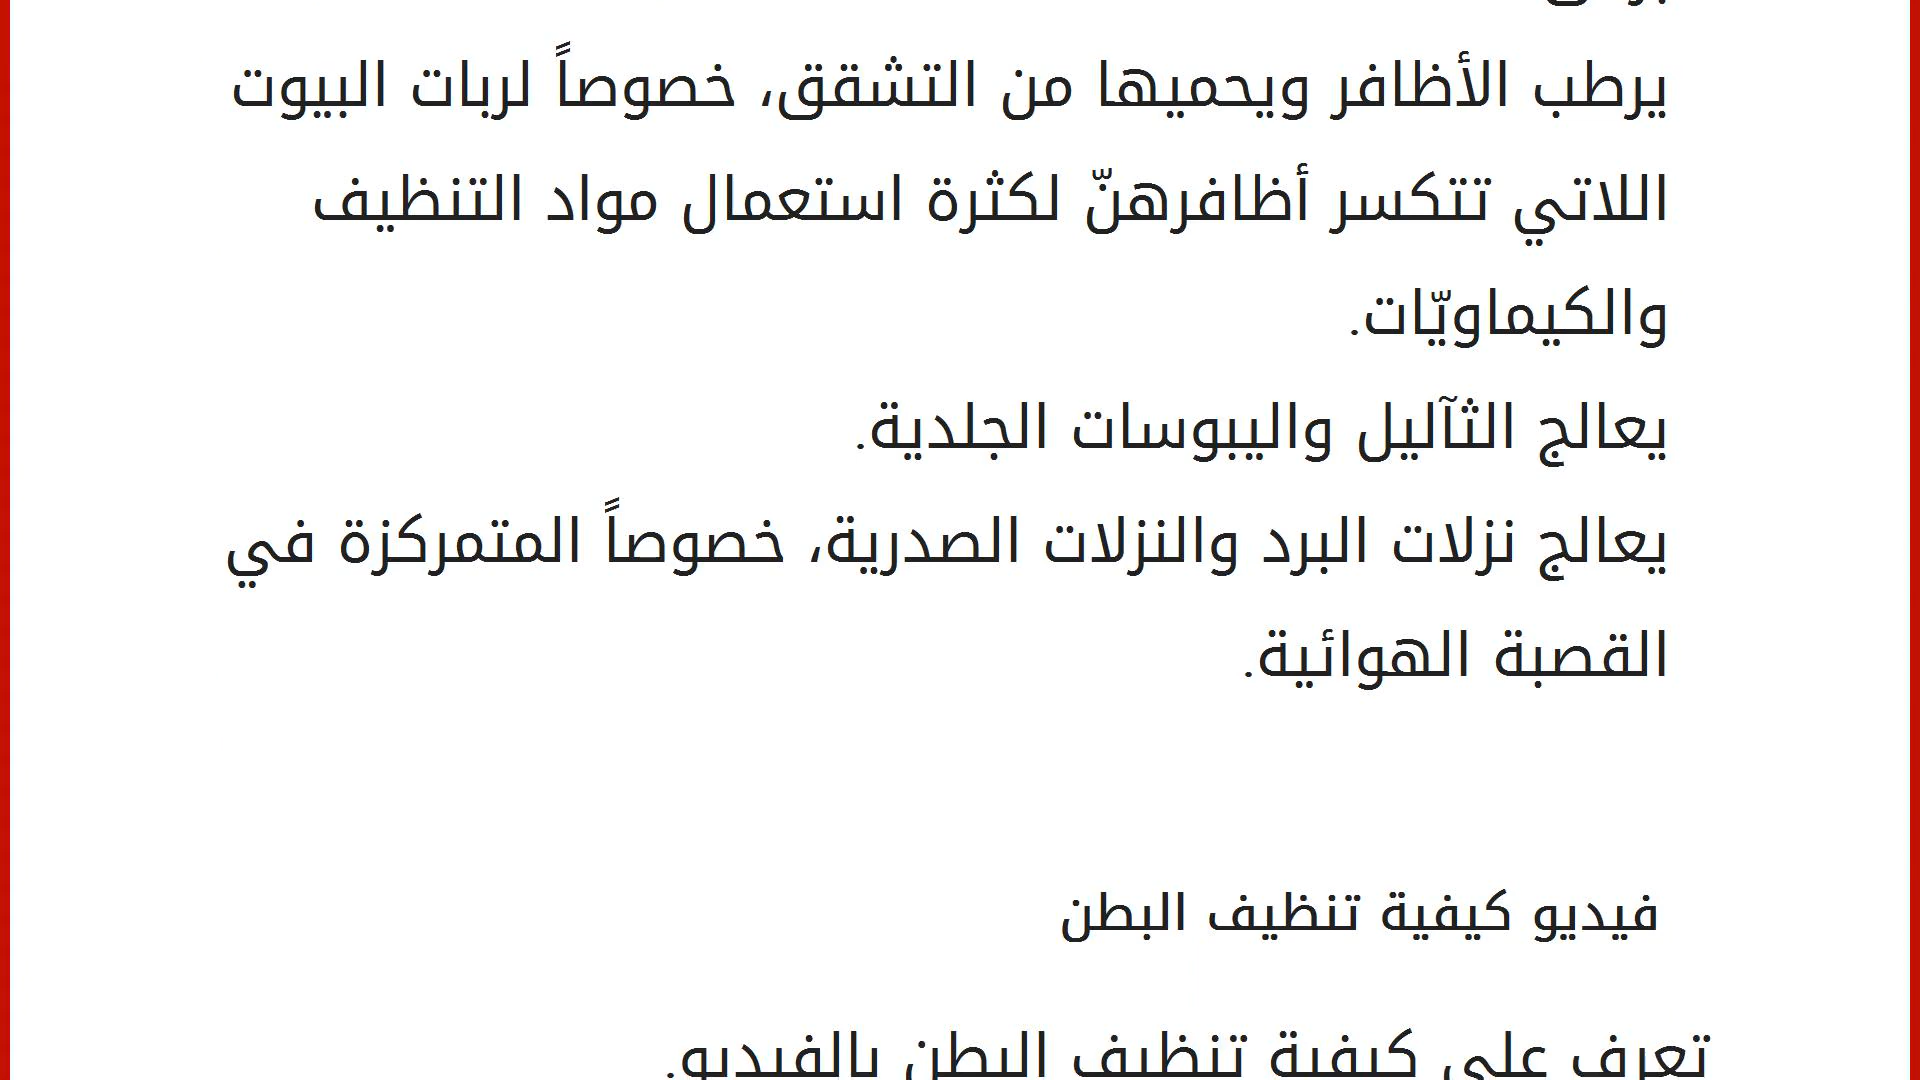 يرطب الأظافر ويحميها من التشقق، خصوصاً لربات البيوت
اللاتي تتكسر أظافرهنّ لكثرة استعمال مواد التنظيف
والكيماويّات.
يعالج الثآليل واليبوسات الجلدية.
يعالج نزلات البرد والنزلات الصدرية، خصوصاً المتمركزة في
القصبة الهوائية.
فيديو كيفية تنظيف البطن
تعرف على كيفية تنظيف البطن بالفيديو.